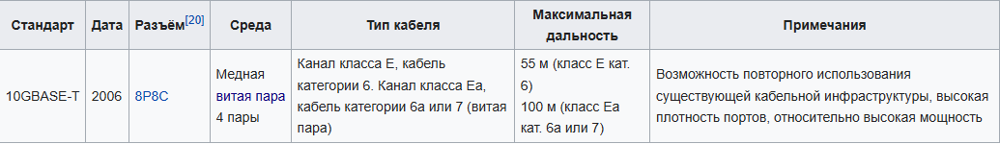 Стандарт Дата Разъём[20] Среда Тип кабеля Максимальная
дальность Примечания
10GBASE-T 2006 8P8C
Медная
витая пара
4 пары
Канал класса E, кабель
категории 6. Канал класса Ea,
кабель категории 6a или 7 (витая
пара)
55 м (класс E кат.
6)
100 м (класс Ea
кат. 6a или 7)
Возможность повторного использования
существующей кабельной инфраструктуры, высокая
плотность портов, относительно высокая мощность